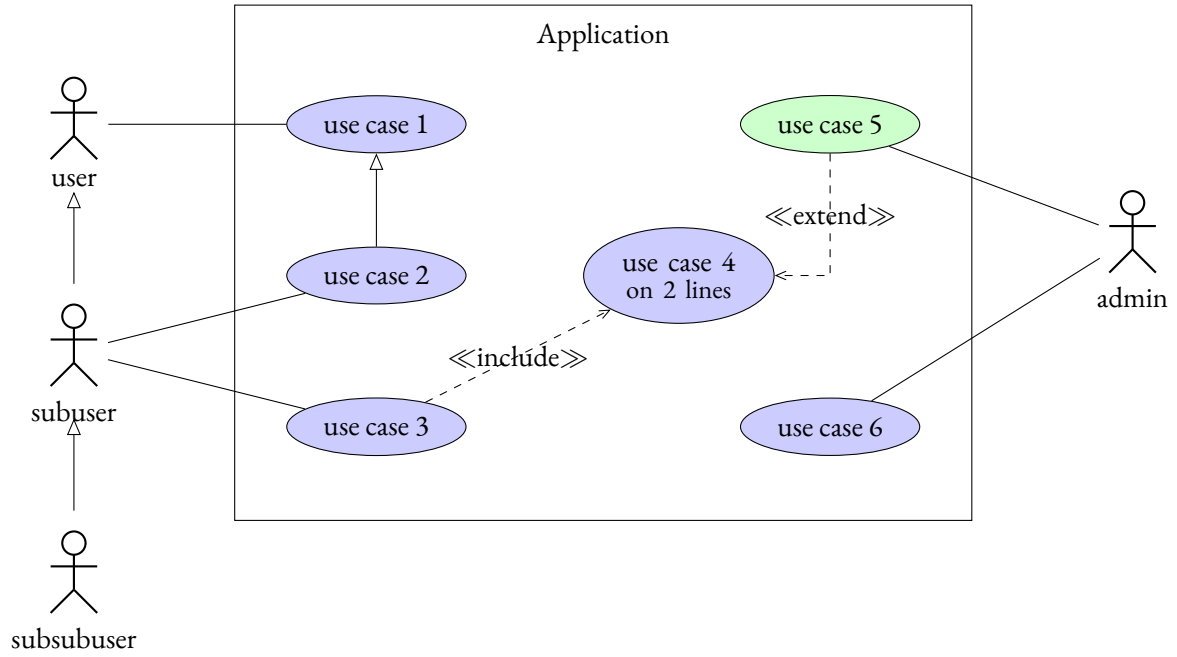 Application
user
use case 1
use case 5
≪extend≫
use case 2
use case 4
on 2 lines
admin
subuser
≪include≫
use case 3
use case 6
subsubuser